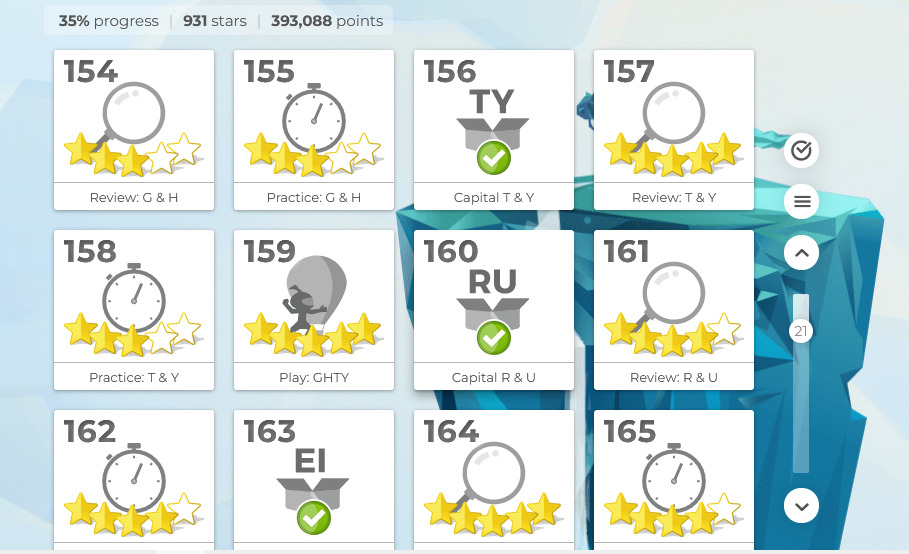 35% progress | 931 stars | 393,088 points
154
155
156
157
TY
Review: G & H
Practice: G & H
Capital T & Y
Review: T & Y
158
159
160
161
RU
Practice: T & Y
Play: GHTY
Capital R & U
Review: R & U
21
162
163
164
165
EI